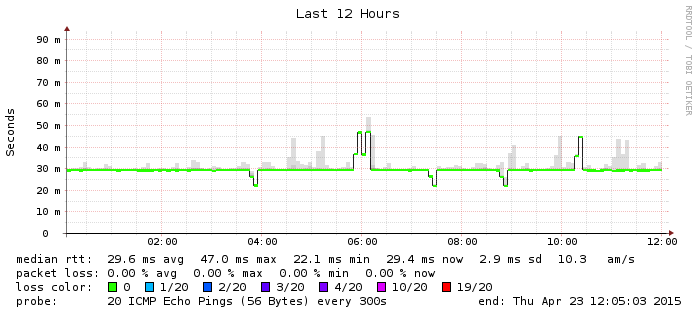 Last 12 Hours
RRDTOOL / TOBI OETIKER
Seconds
90 m
80 m
70 m
60 m
50 m
40 m
30 m
20 m
10 m
0
02:00 04:00 06:00 08:00 10:00 12:00
median rtt: 29.6 ms avg 47.0 ms max 22.1 ms min 29.4 ms now 2.9 ms sd 10.3 am/s
packet loss: 0.00 % avg 0.00 % max 0.00 % min 0.00 % now
loss color: 0 1/20 2/20 3/20 4/20 10/20 19/20
probe: 20 ICMP Echo Pings (56 Bytes) every 300s end: Thu Apr 23 12:05:03 2015